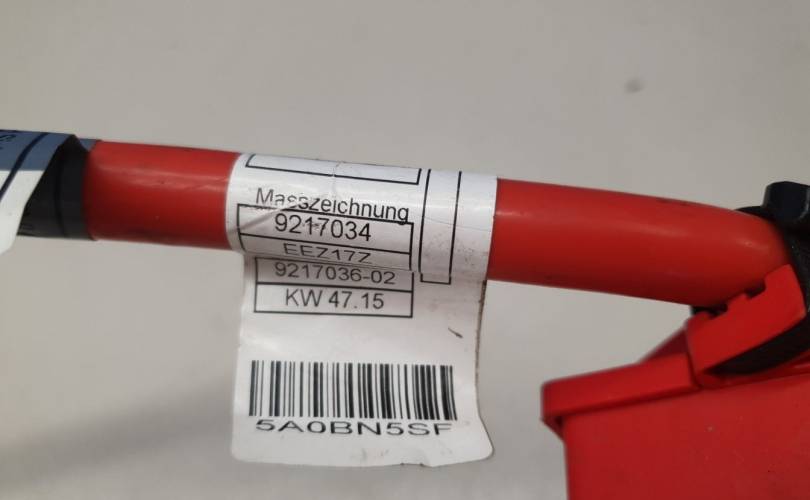 Masszeichnung
9217034
EEZ17Z
9217036-02
KW 47.15
5A0BN5SF